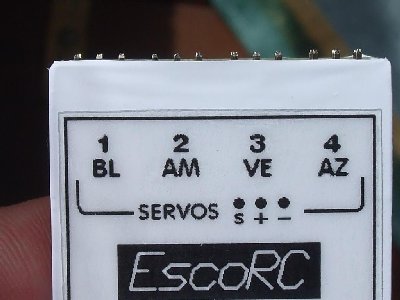 1 2 3 4
BL AM VE AZ
SERVOS S + -
EscoRC